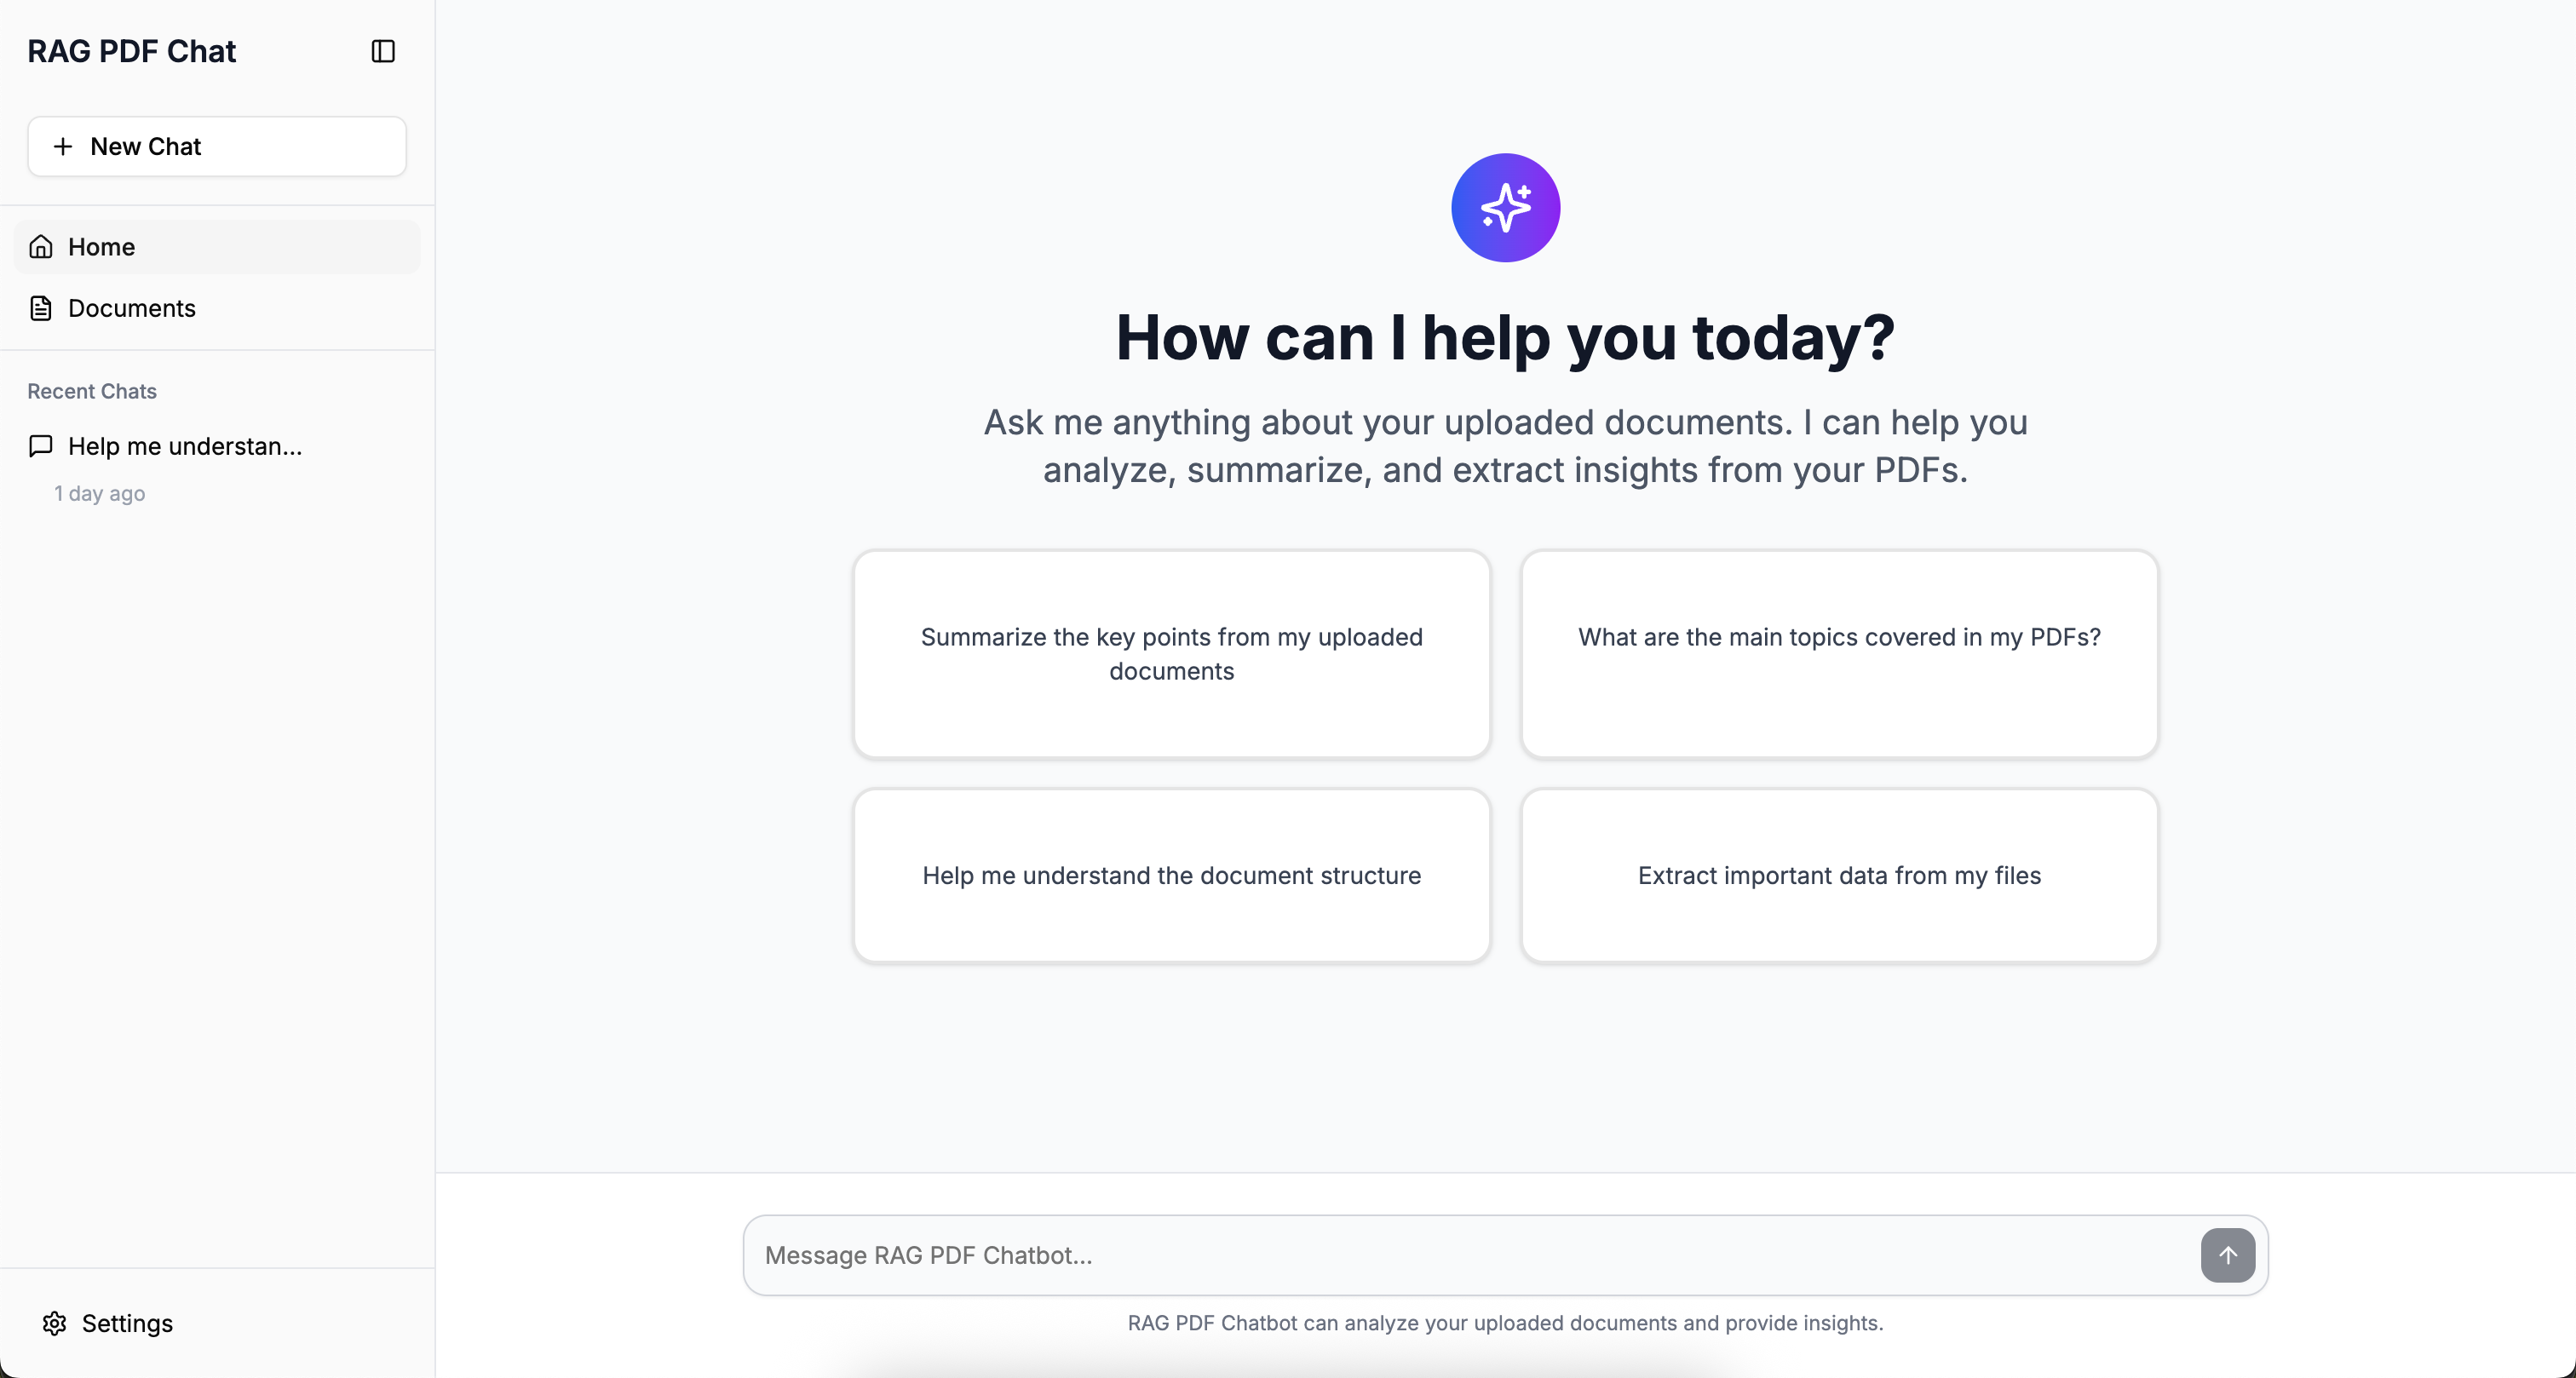 RAG PDF Chat
New Chat
Home
Documents
Recent Chats
Help me understan...
1 day ago
Settings
How can I help you today?
Ask me anything about your uploaded documents. I can help you
analyze, summarize, and extract insights from your PDFs.
Summarize the key points from my uploaded
documents
What are the main topics covered in my PDFs?
Help me understand the document structure
Extract important data from my files
Message RAG PDF Chatbot...
RAG PDF Chatbot can analyze your uploaded documents and provide insights.